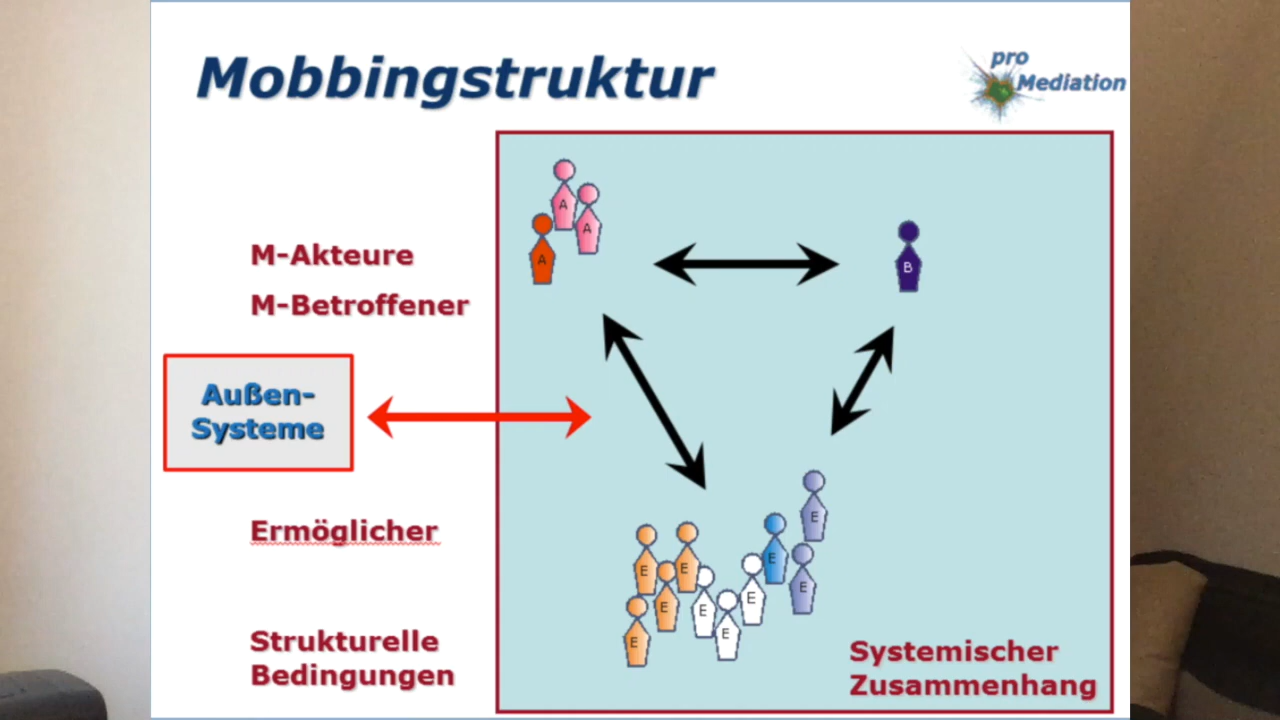 Mobbingstruktur
pro
Mediation
A
A
A
B
M-Akteure
M-Betroffener
Außen-
Systeme
Ermöglicher
E
E
E
E
E
E
E
E
E
E
Strukturelle
Bedingungen
Systemischer
Zusammenhang